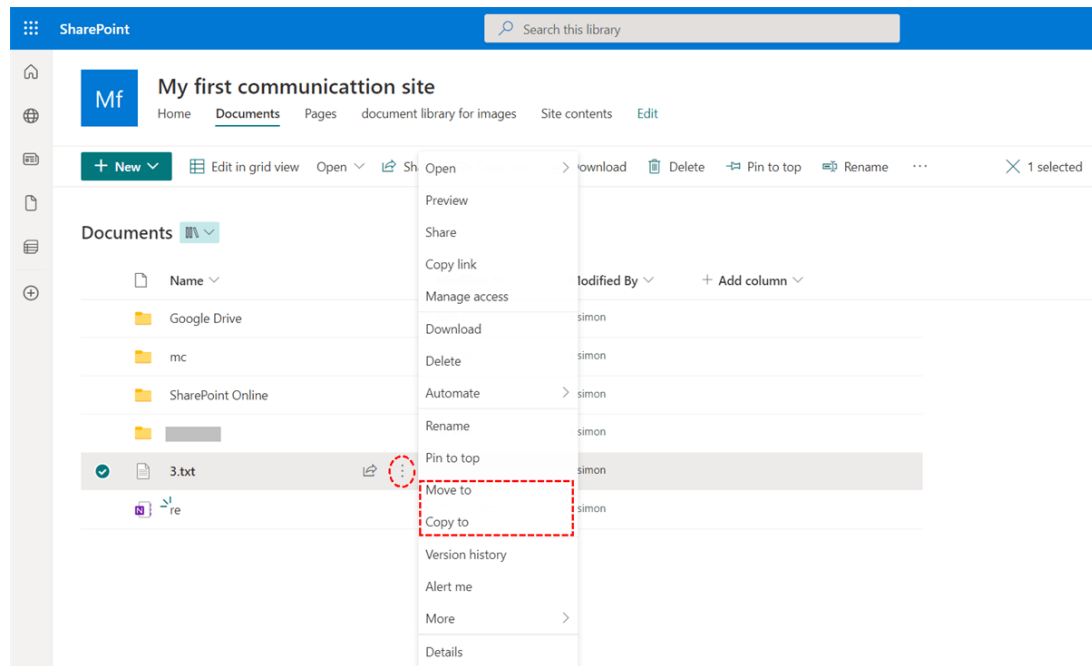 SharePoint
Search this library
Mf
My first communicattion site
Home Documents Pages document library for images Site contents Edit
New Edit in grid view Open Delete Pin to top Rename ... 1 selected
Documents
Name Modified By Add column
Google Drive simon
mc simon
SharePoint Online simon
simon
3.txt simon
re simon
Open
Preview
Share
Copy link
Manage access
Download
Delete
Automate
Rename
Pin to top
Move to
Copy to
Version history
Alert me
More
Details